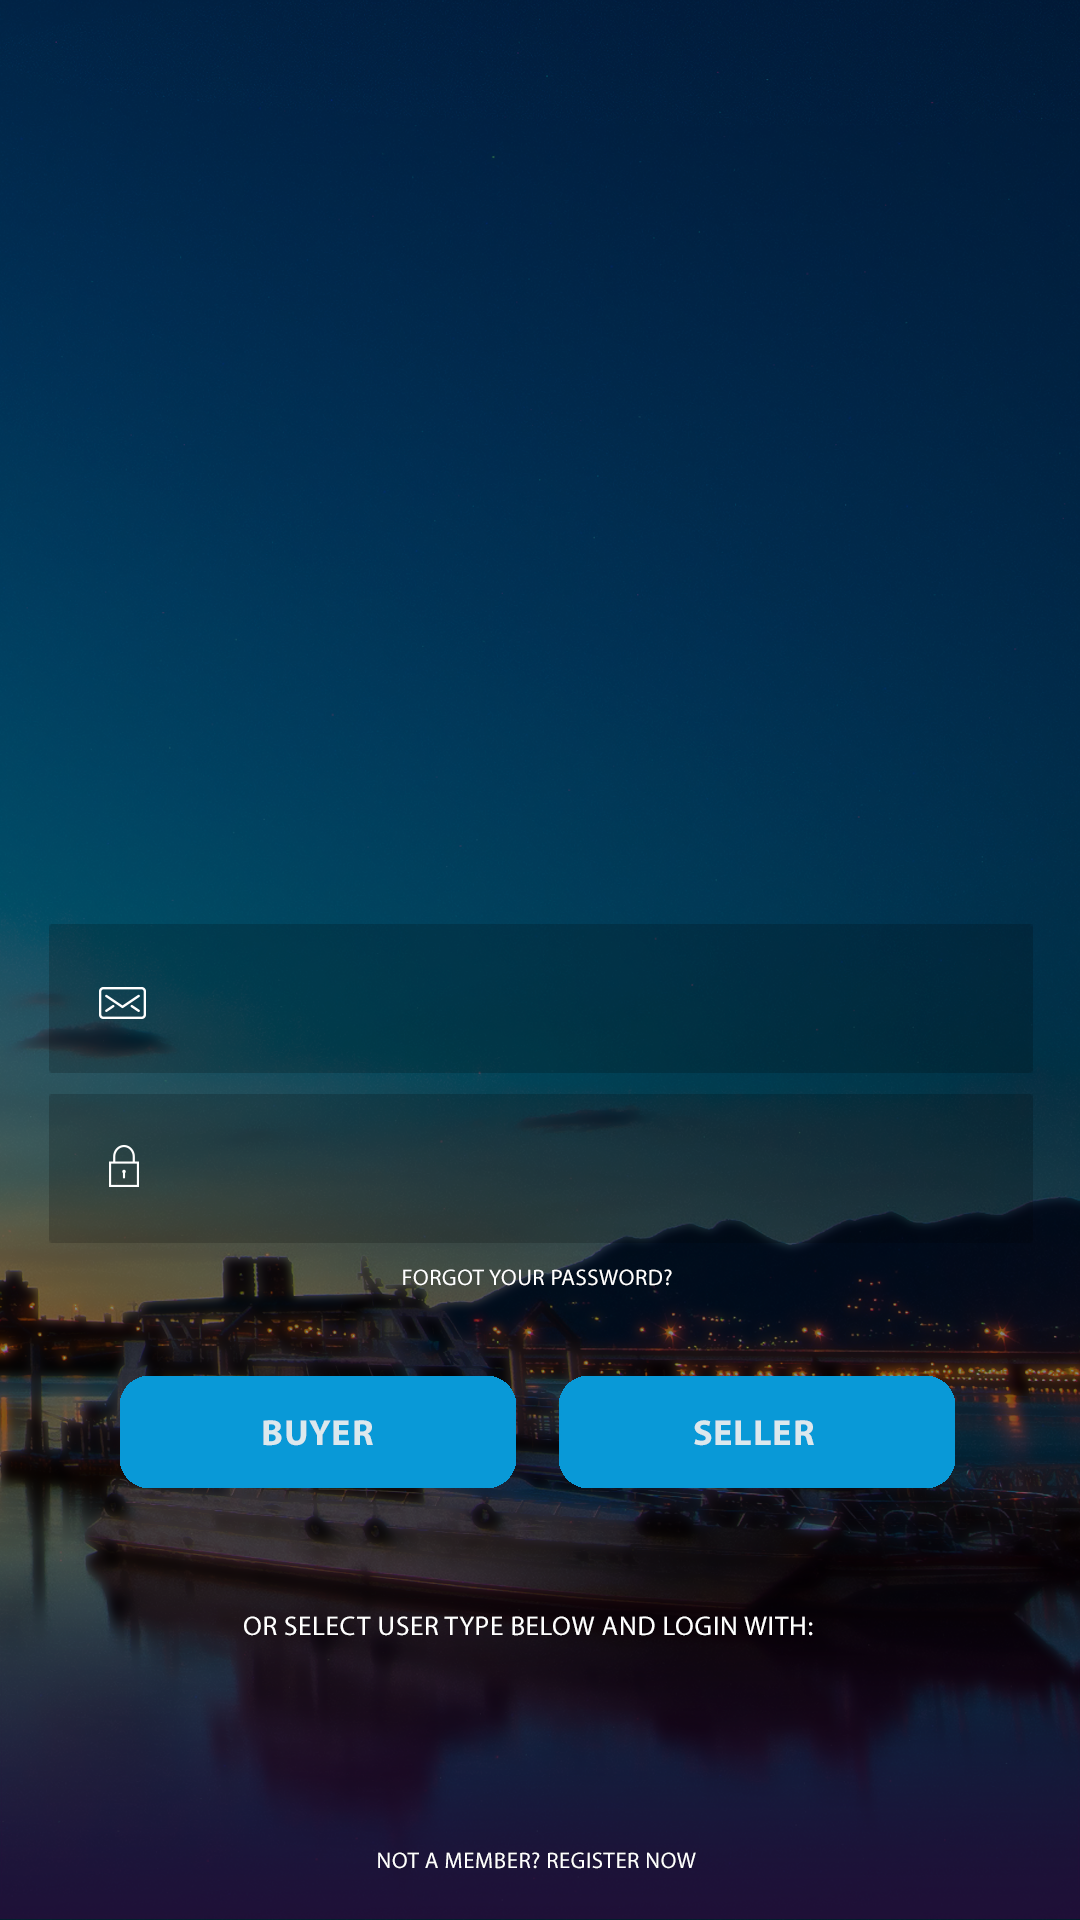 FORGOT YOUR PASSWORD?
BUYER
SELLER
OR SELECT USER TYPE BELOW AND LOGIN WITH:
NOT A MEMBER? REGISTER NOW